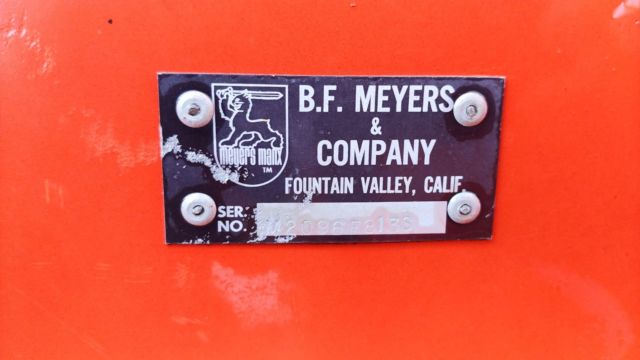 B.F. MEYERS
&
COMPANY
meyers manx
TM
FOUNTAIN VALLEY, CALIF.
SER.
NO.